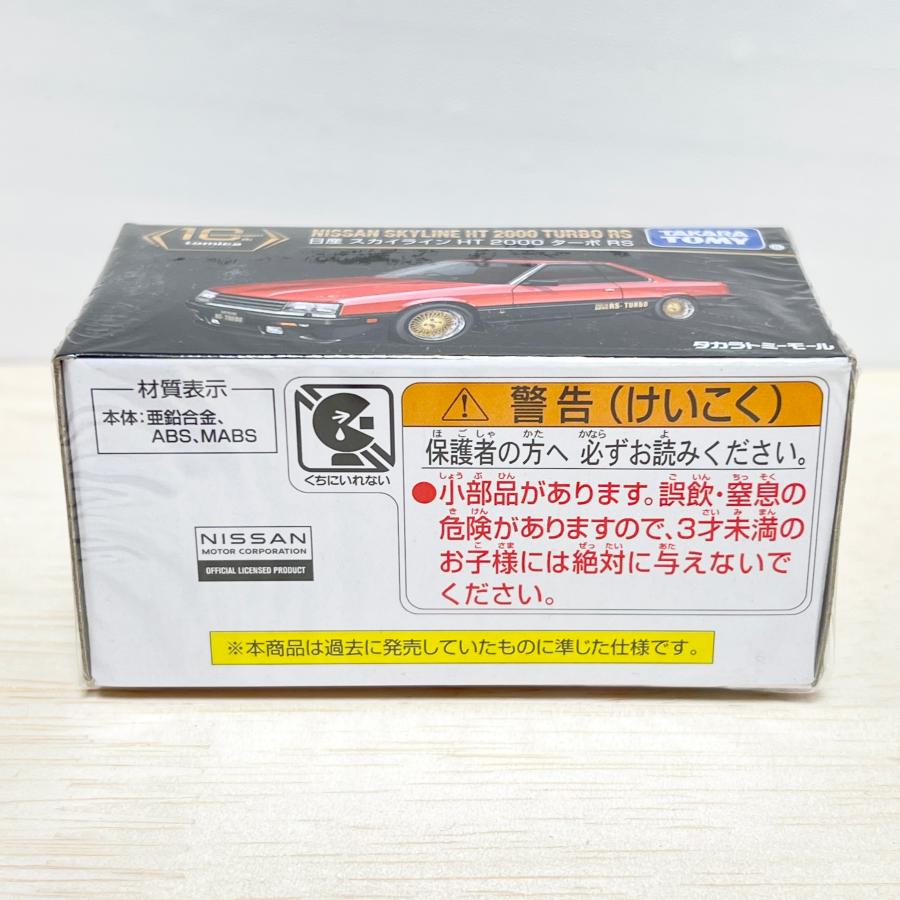 10
tomica
NISSAN SKYLINE HT 2000 TURBO RS
日産 スカイライン HT 2000 ターボ RS
TAKARA
TOMY
RS-TURBO
RS-TURBO
タカラトミーモール
材質表示
本体：亜鉛合金、
ABS、MABS
くちにいれない
NISSAN
MOTOR CORPORATION
OFFICIAL LICENSED PRODUCT
警告（けいこく）
保護者の方へ 必ずお読みください。
●小部品があります。誤飲・窒息の
危険がありますので、3才未満の
お子様には絶対に与えないで
ください。
※本商品は過去に発売していたものに準じた仕様です。